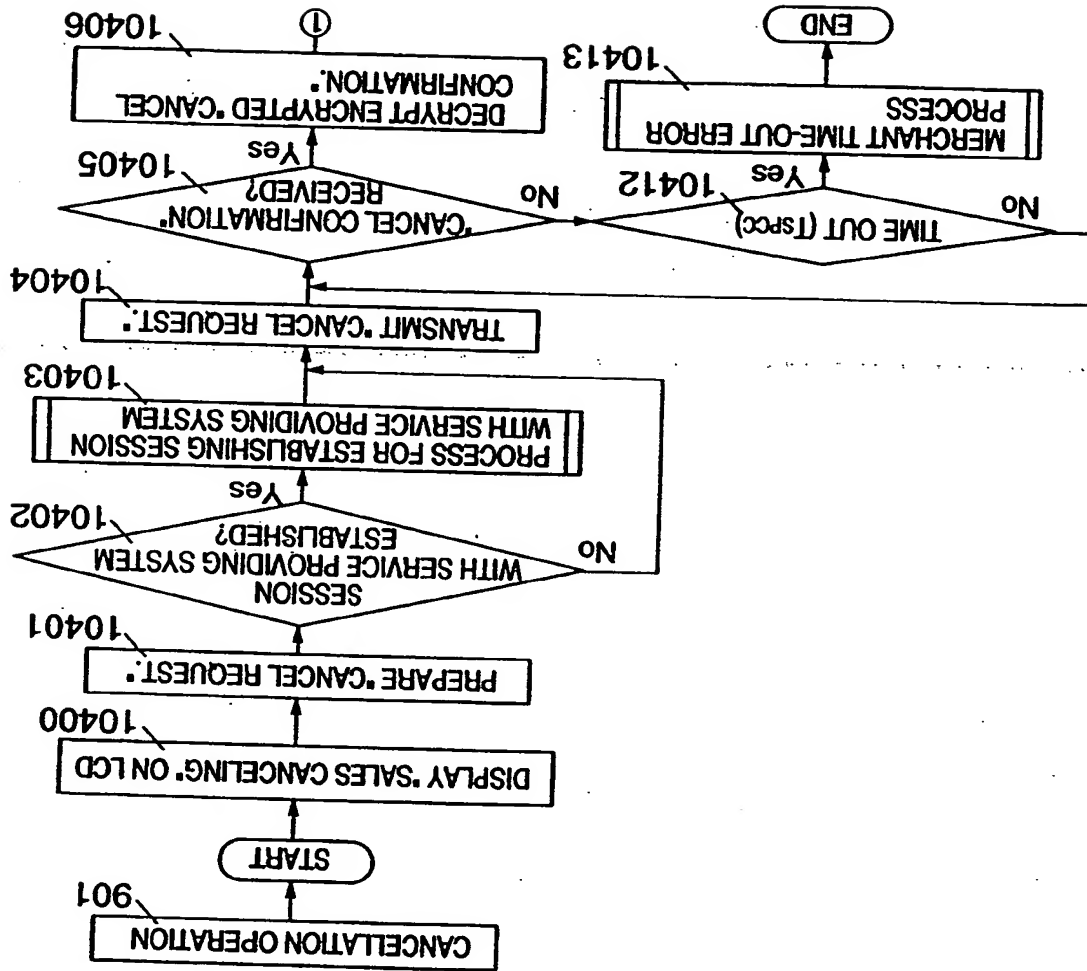 CANCELLATION OPERATION
901
START
DISPLAY "SALES CANCELING" ON LCD
10400
PREPARE "CANCEL REQUEST."
10401
SESSION
WITH SERVICE PROVIDING SYSTEM
ESTABLISHED?
10402
No
Yes
PROCESS FOR ESTABLISHING SESSION
WITH SERVICE PROVIDING SYSTEM
10403
TRANSMIT "CANCEL REQUEST."
10404
"CANCEL CONFIRMATION"
RECEIVED?
10405
No
Yes
DECRYPT ENCRYPTED "CANCEL
CONFIRMATION."
10406
1
TIME OUT (TSPCC)
10412
No
Yes
MERCHANT TIME-OUT ERROR
PROCESS
10413
END